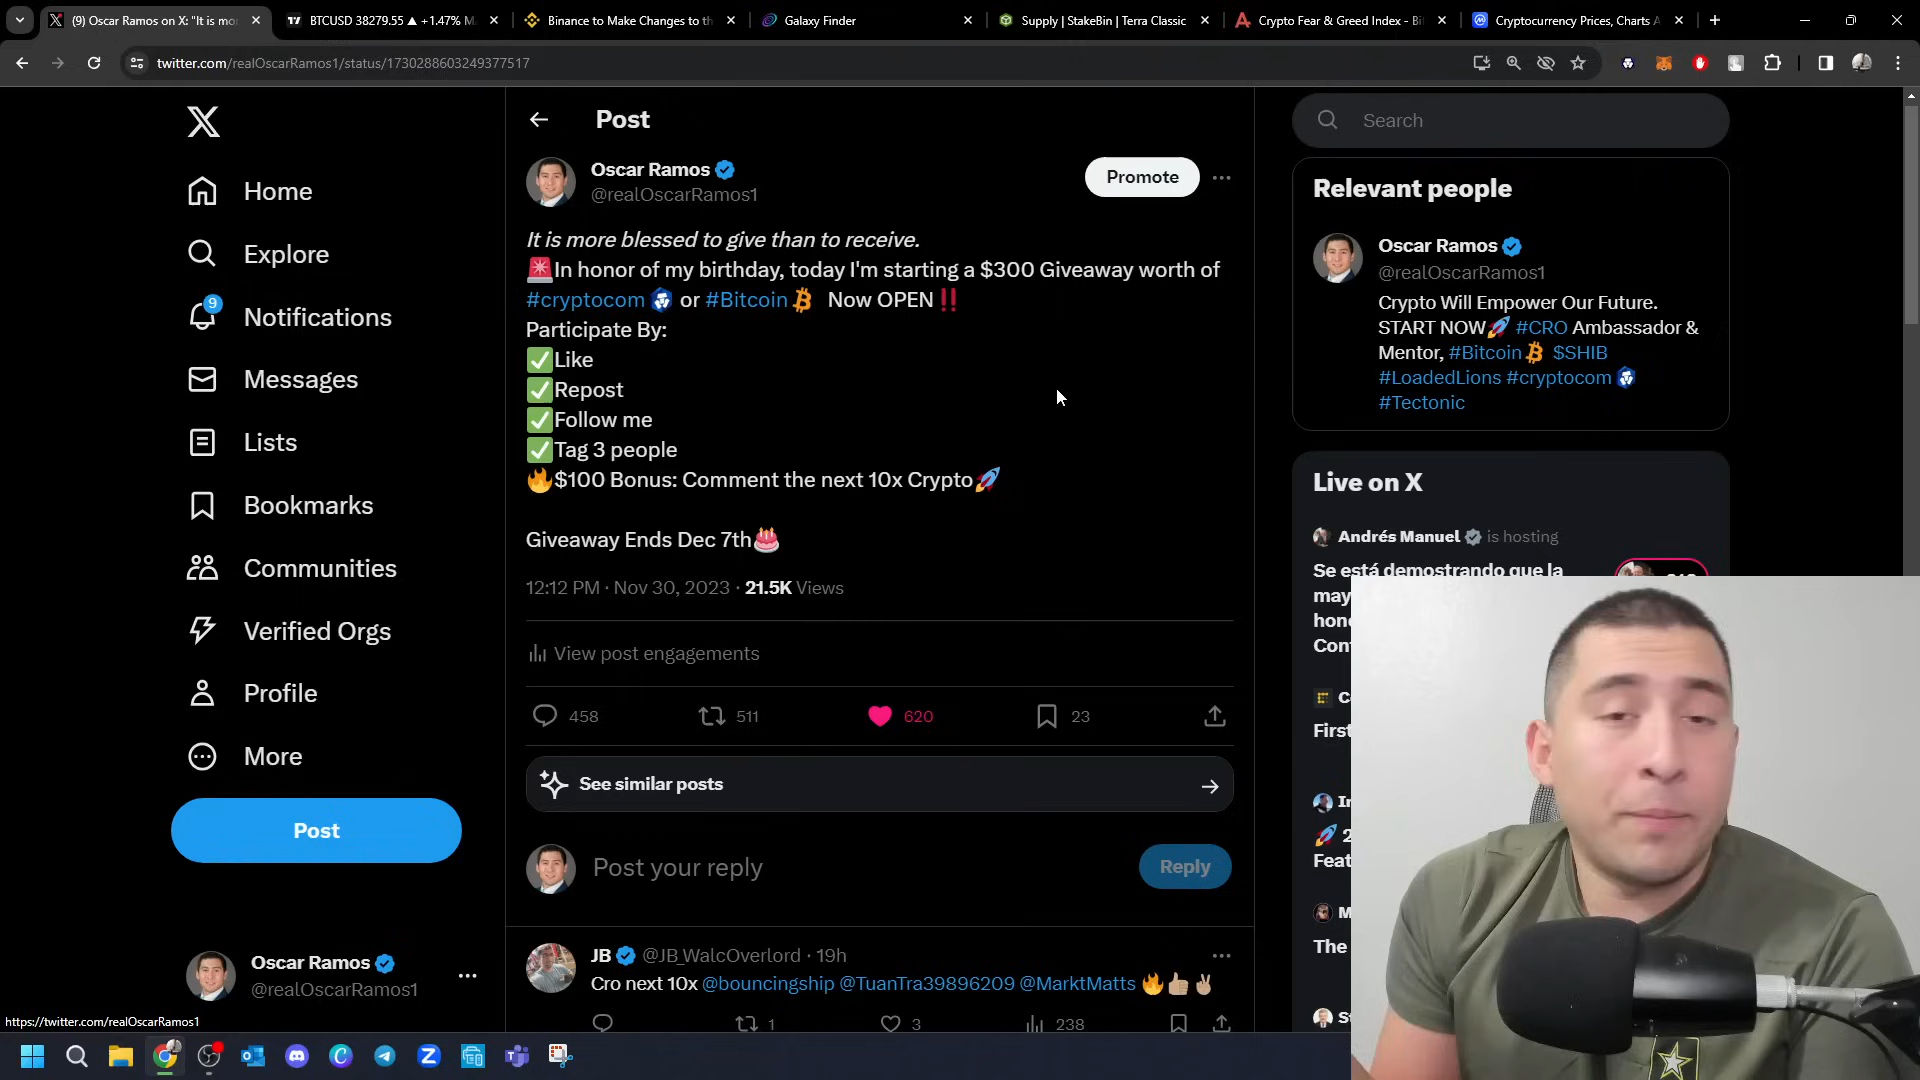 (9) Oscar Ramos on X: "It is mo
BTCUSD 38279.55 ▲ +1.47% M
Binance to Make Changes to th
Galaxy Finder
Supply | StakeBin | Terra Classic
Crypto Fear & Greed Index - Bi
Cryptocurrency Prices, Charts A
twitter.com/realOscarRamos1/status/1730288603249377517
Home
Explore
9
Notifications
Messages
Lists
Bookmarks
Communities
Verified Orgs
Profile
More
Post
Oscar Ramos
@realOscarRamos1
https://twitter.com/realOscarRamos1
Post
Oscar Ramos
@realOscarRamos1
Promote
It is more blessed to give than to receive.
🚨In honor of my birthday, today I'm starting a $300 Giveaway worth of
#cryptocom or #Bitcoin Now OPEN‼️
Participate By:
✅Like
✅Repost
✅Follow me
✅Tag 3 people
🔥$100 Bonus: Comment the next 10x Crypto🚀
Giveaway Ends Dec 7th🎂
12:12 PM · Nov 30, 2023 · 21.5K Views
View post engagements
458 511 620 23
See similar posts
Post your reply
Reply
JB @JB_WalcOverlord · 19h
Cro next 10x @bouncingship @TuanTra39896209 @MarktMatts 🔥👍🏼✌🏼
1 3 238
Search
Relevant people
Oscar Ramos
@realOscarRamos1
Crypto Will Empower Our Future.
START NOW🚀 #CRO Ambassador &
Mentor, #Bitcoin $SHIB
#LoadedLions #cryptocom
#Tectonic
Live on X
Andrés Manuel is hosting
Se está demostrando que la
may
hone
Con
First
🚀 2
Feat
M
The